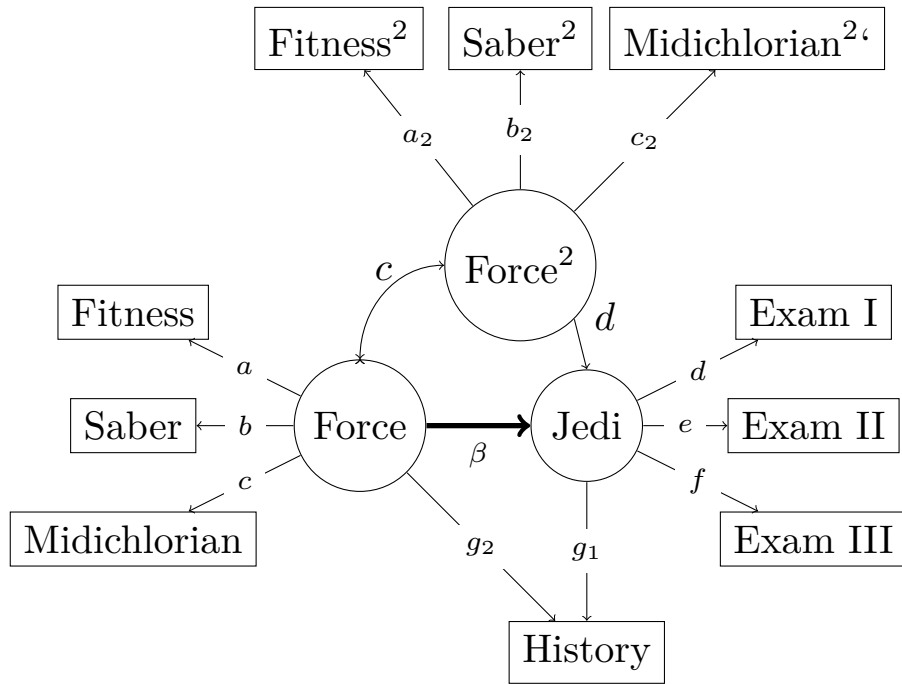 Fitness² Saber² Midichlorian²‘
a₂ b₂ c₂
Force²
c
d
Fitness
Saber
Midichlorian
a
b
c
Force
β
Jedi
d
e
f
Exam I
Exam II
Exam III
g₂ g₁
History